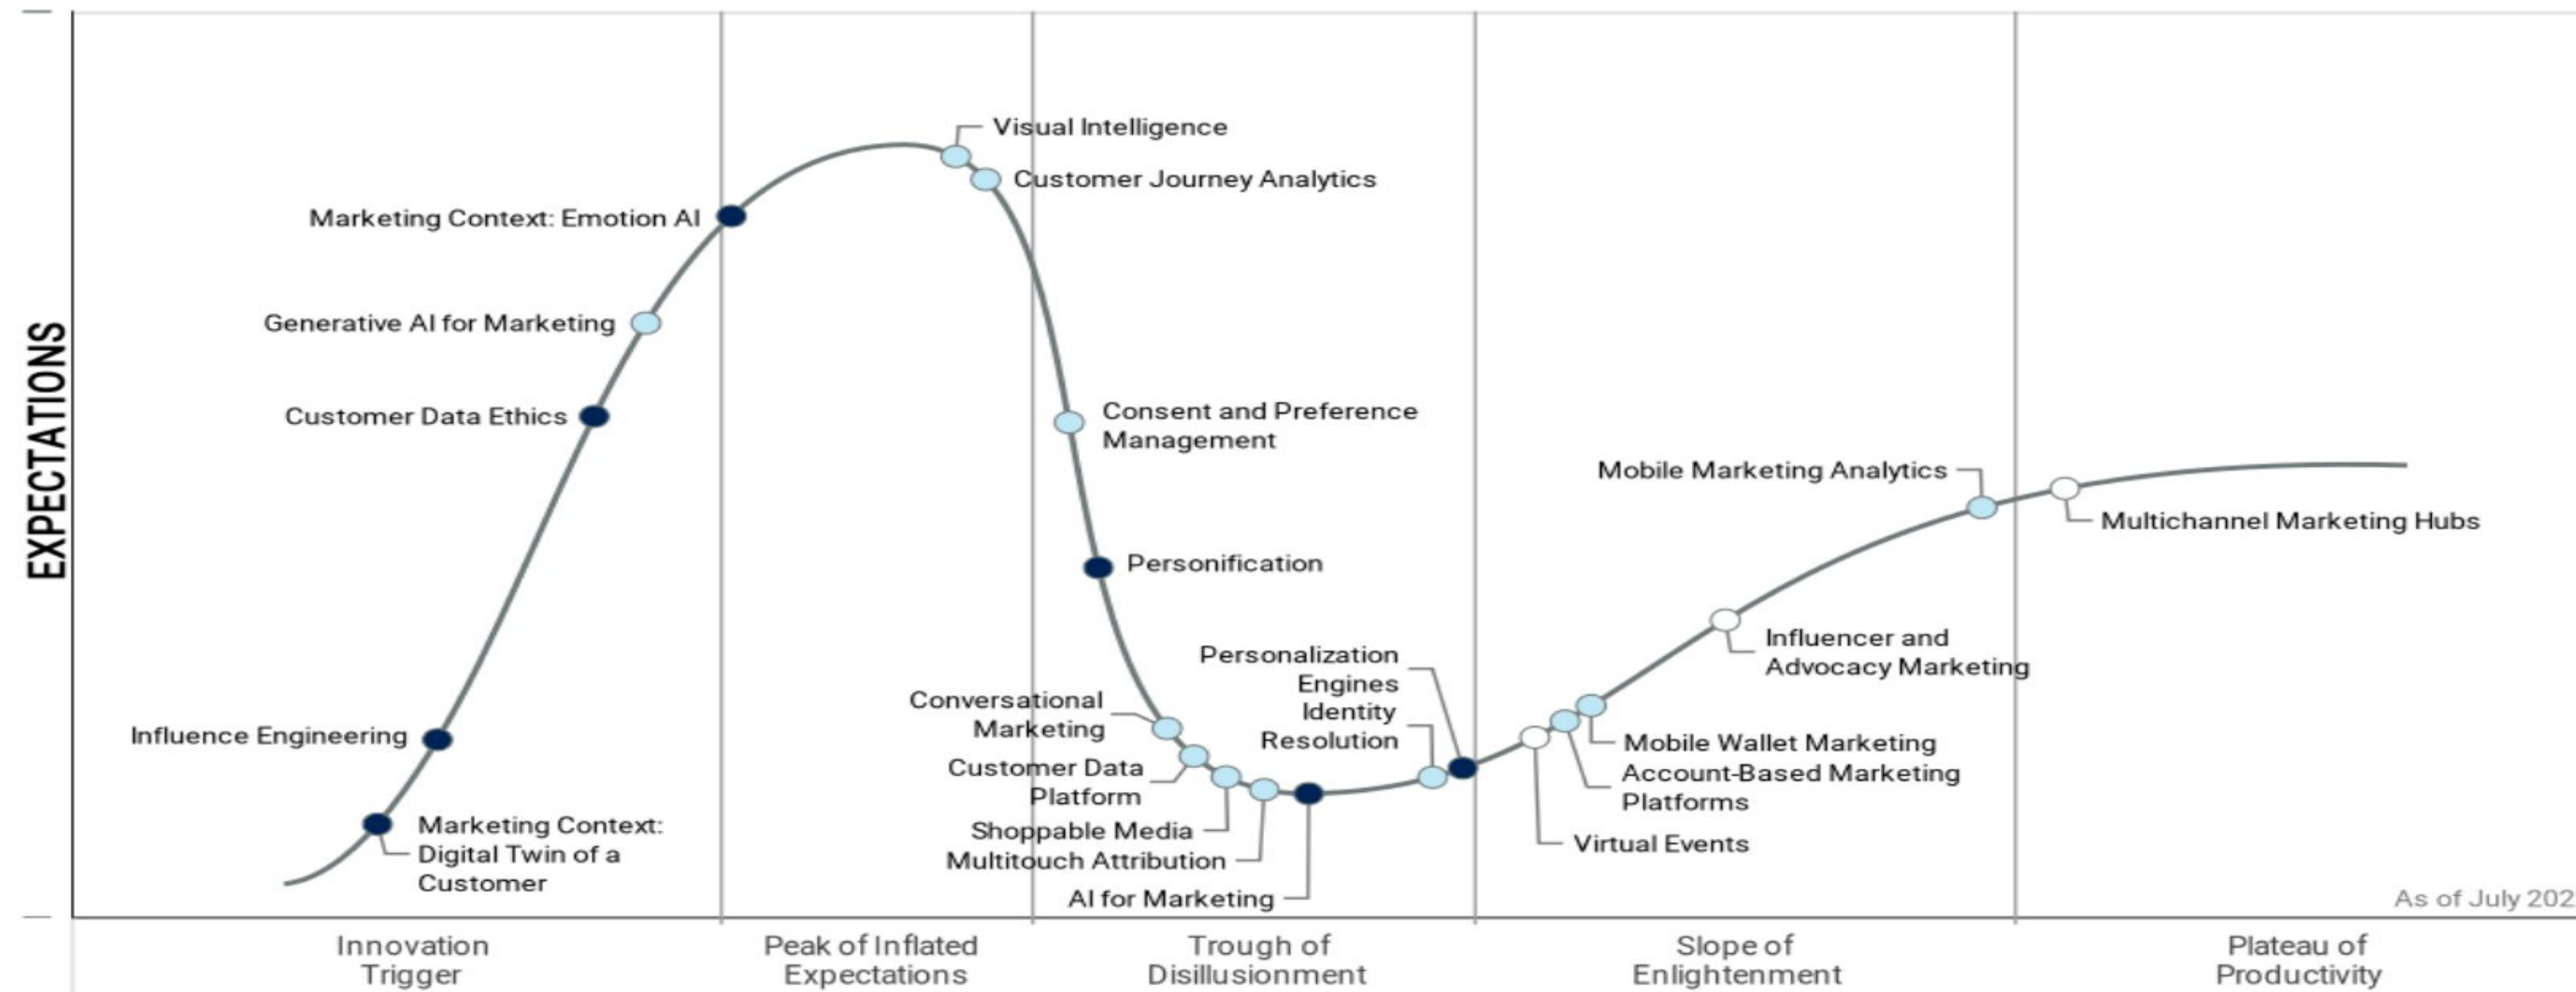 EXPECTATIONS
Visual Intelligence
Customer Journey Analytics
Marketing Context: Emotion AI
Generative AI for Marketing
Customer Data Ethics
Influence Engineering
Marketing Context:
Digital Twin of a
Customer
Consent and Preference
Management
Personification
Conversational
Marketing
Customer Data
Platform
Shoppable Media
Multitouch Attribution
AI for Marketing
Personalization
Engines
Identity
Resolution
Mobile Marketing Analytics
Multichannel Marketing Hubs
Influencer and
Advocacy Marketing
Mobile Wallet Marketing
Account-Based Marketing
Platforms
Virtual Events
As of July 202
Innovation
Trigger
Peak of Inflated
Expectations
Trough of
Disillusionment
Slope of
Enlightenment
Plateau of
Productivity